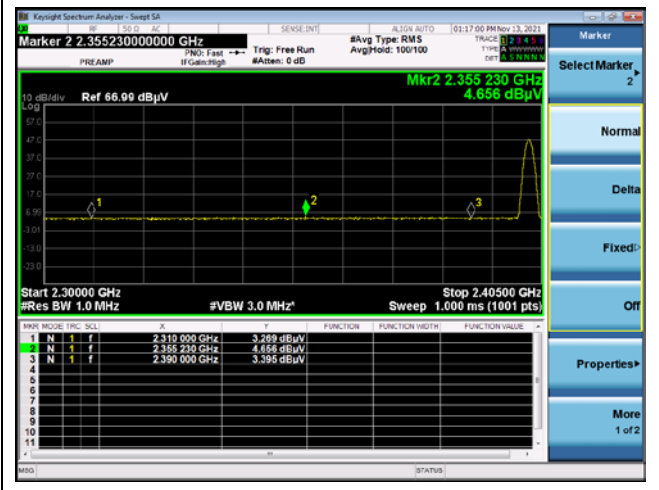 Keysight Spectrum Analyzer - Swept SA
RF 50 Ω AC SENSE:INT ALIGN AUTO 01:17:00 PM Nov 13, 2021
Marker 2 2.355230000000 GHz
#Avg Type: RMS
TRACE 1 2 3 4 5 6
PNO: Fast
Trig: Free Run
Avg|Hold: 100/100
TYPE A WWWWW
PREAMP
IFGain:High
#Atten: 0 dB
DET A S N N N N
Marker
Select Marker
2
Normal
Delta
Fixed
Off
Properties
More
1 of 2
Mkr2 2.355 230 GHz
4.656 dBµV
10 dB/div Ref 66.99 dBµV
Log
57.0
47.0
37.0
27.0
17.0
6.99
-3.01
-13.0
-23.0
1
2
3
Start 2.30000 GHz
Stop 2.40500 GHz
#Res BW 1.0 MHz
#VBW 3.0 MHz*
Sweep 1.000 ms (1001 pts)
MKR MODE TRC SCL X Y FUNCTION FUNCTION WIDTH FUNCTION VALUE
1 N 1 f 2.310 000 GHz 3.269 dBµV
2 N 1 f 2.355 230 GHz 4.656 dBµV
3 N 1 f 2.390 000 GHz 3.395 dBµV
4
5
6
7
8
9
10
11
MSG
STATUS